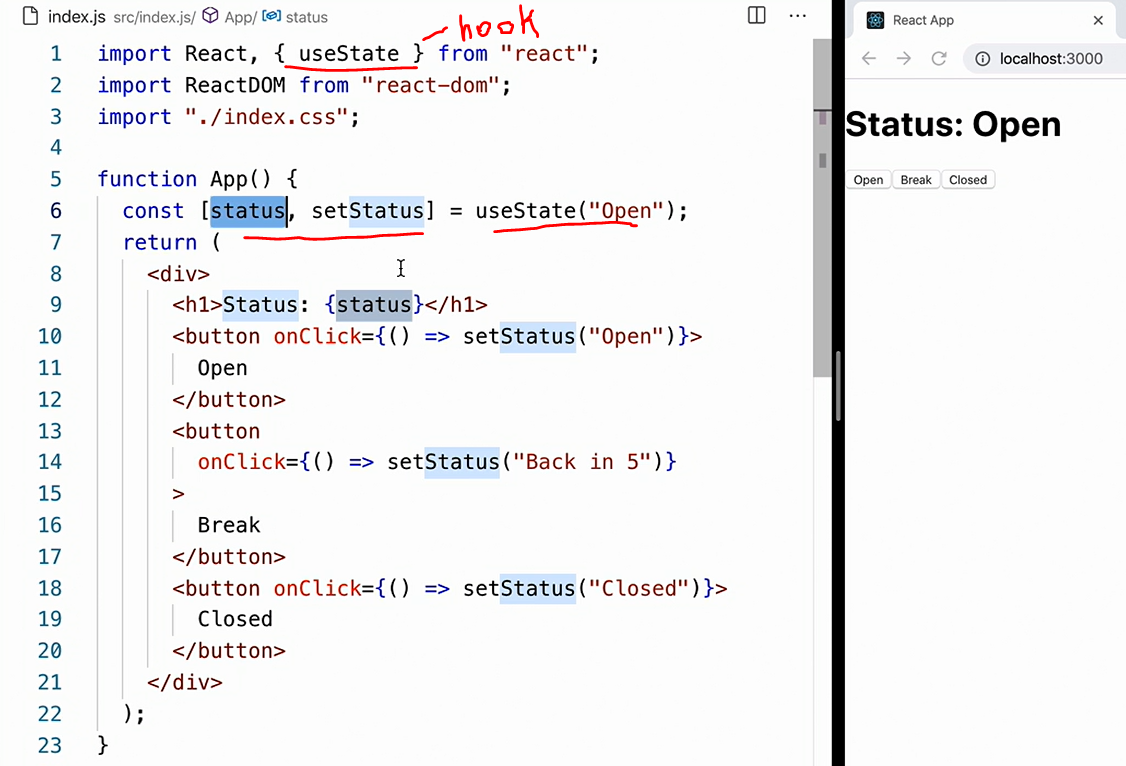 index.js src/index.js/ App/ status
hook
1 import React, { useState } from "react";
2 import ReactDOM from "react-dom";
3 import "./index.css";
4
5 function App() {
6 const [status, setStatus] = useState("Open");
7 return (
8 <div>
9 <h1>Status: {status}</h1>
10 <button onClick={() => setStatus("Open")}>
11 Open
12 </button>
13 <button
14 onClick={() => setStatus("Back in 5")}
15 >
16 Break
17 </button>
18 <button onClick={() => setStatus("Closed")}>
19 Closed
20 </button>
21 </div>
22 );
23 }
React App
localhost:3000
Status: Open
Open Break Closed